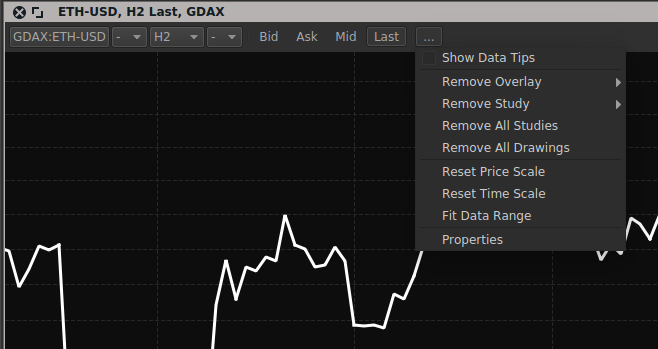 ETH-USD, H2 Last, GDAX
GDAX:ETH-USD - H2 - Bid Ask Mid Last ...
Show Data Tips
Remove Overlay
Remove Study
Remove All Studies
Remove All Drawings
Reset Price Scale
Reset Time Scale
Fit Data Range
Properties